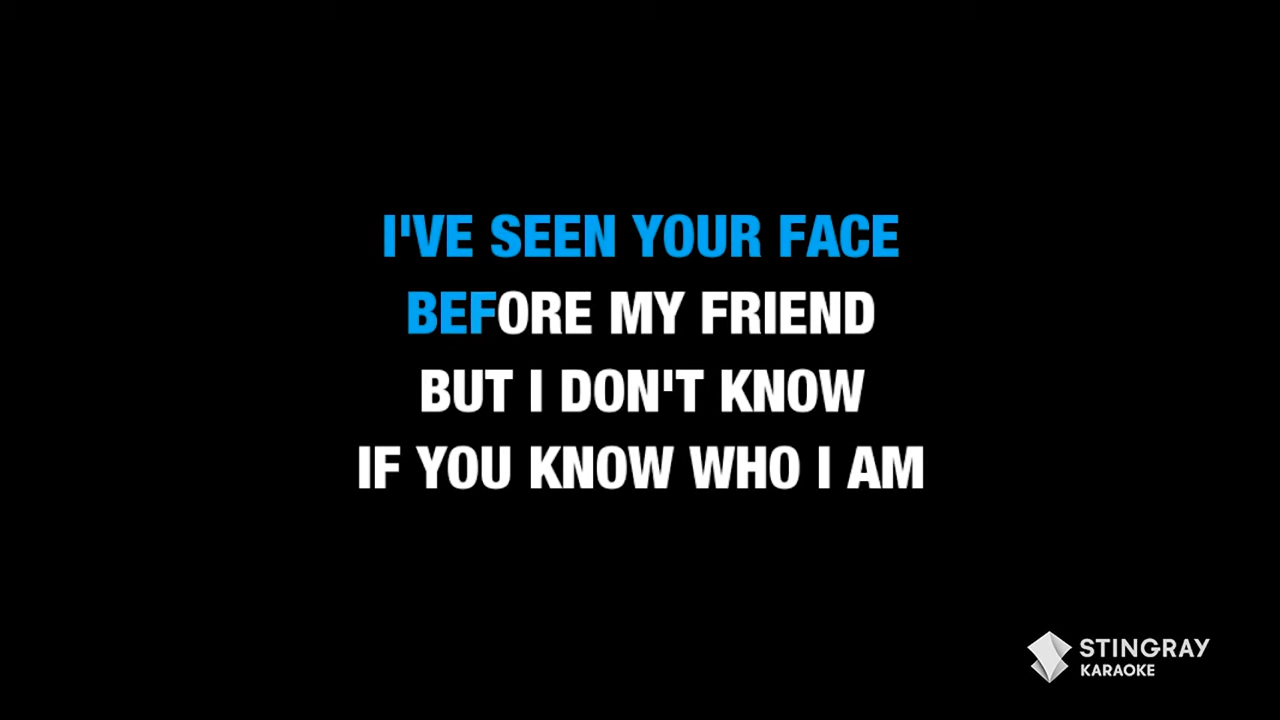 I'VE SEEN YOUR FACE
BEFORE MY FRIEND
BUT I DON'T KNOW
IF YOU KNOW WHO I AM
STINGRAY
KARAOKE